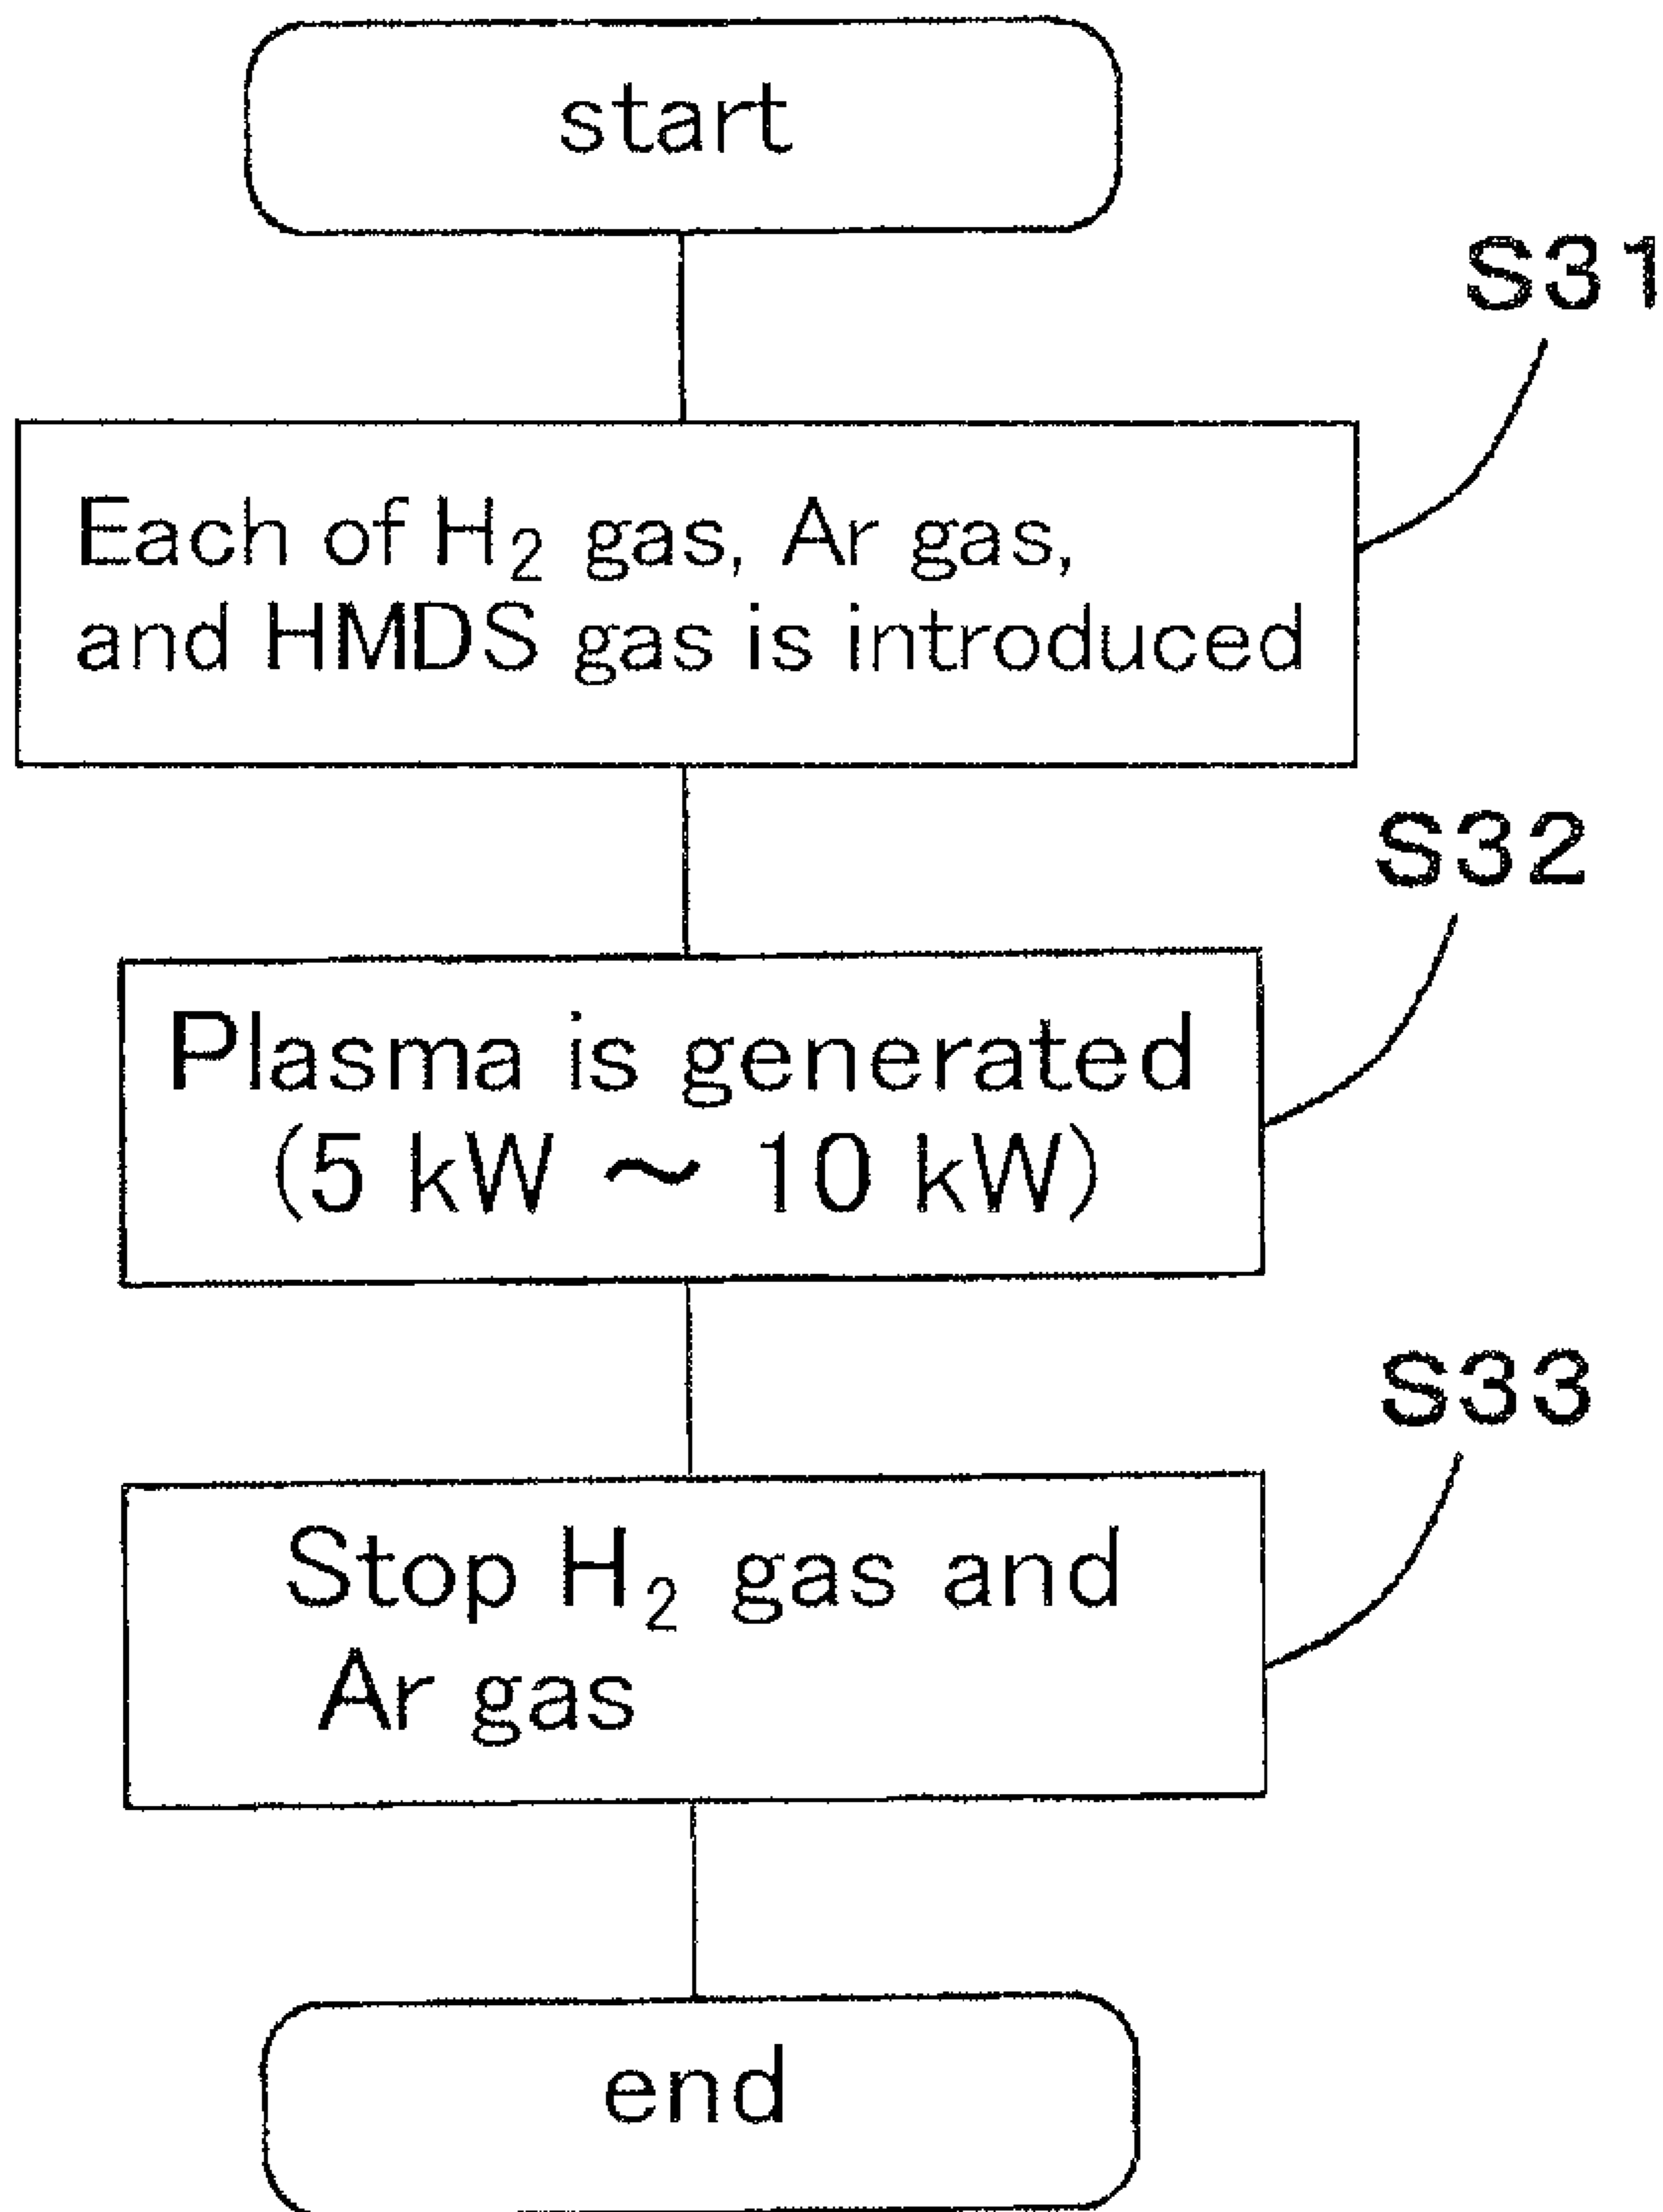 start
S31
Each of H₂ gas, Ar gas,
and HMDS gas is introduced
S32
Plasma is generated
(5 kW ～ 10 kW)
S33
Stop H₂ gas and
Ar gas
end